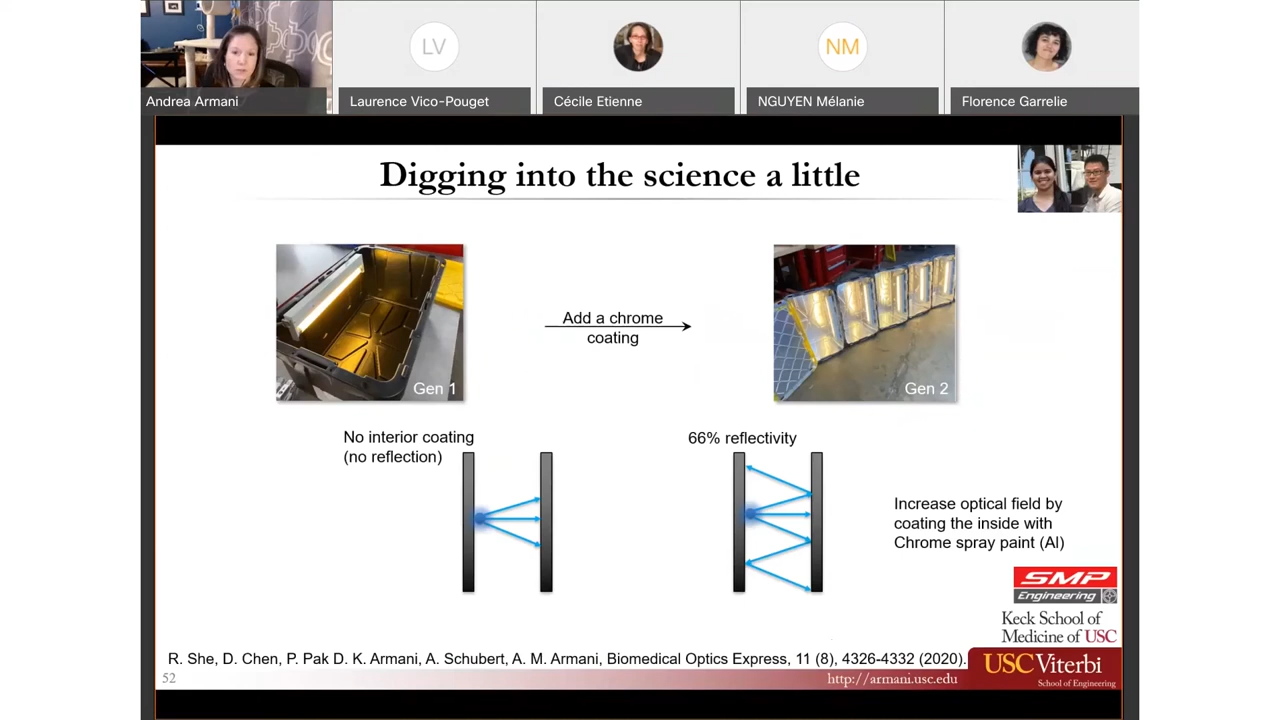 LV
NM
Andrea Armani
Laurence Vico-Pouget
Cécile Etienne
NGUYEN Mélanie
Florence Garrelie
Digging into the science a little
Gen 1
Add a chrome
coating
Gen 2
No interior coating
(no reflection)
66% reflectivity
Increase optical field by
coating the inside with
Chrome spray paint (Al)
SMP
Engineering
Keck School of
Medicine of USC
R. She, D. Chen, P. Pak D. K. Armani, A. Schubert, A. M. Armani, Biomedical Optics Express, 11 (8), 4326-4332 (2020).
USC Viterbi
School of Engineering
52
http://armani.usc.edu